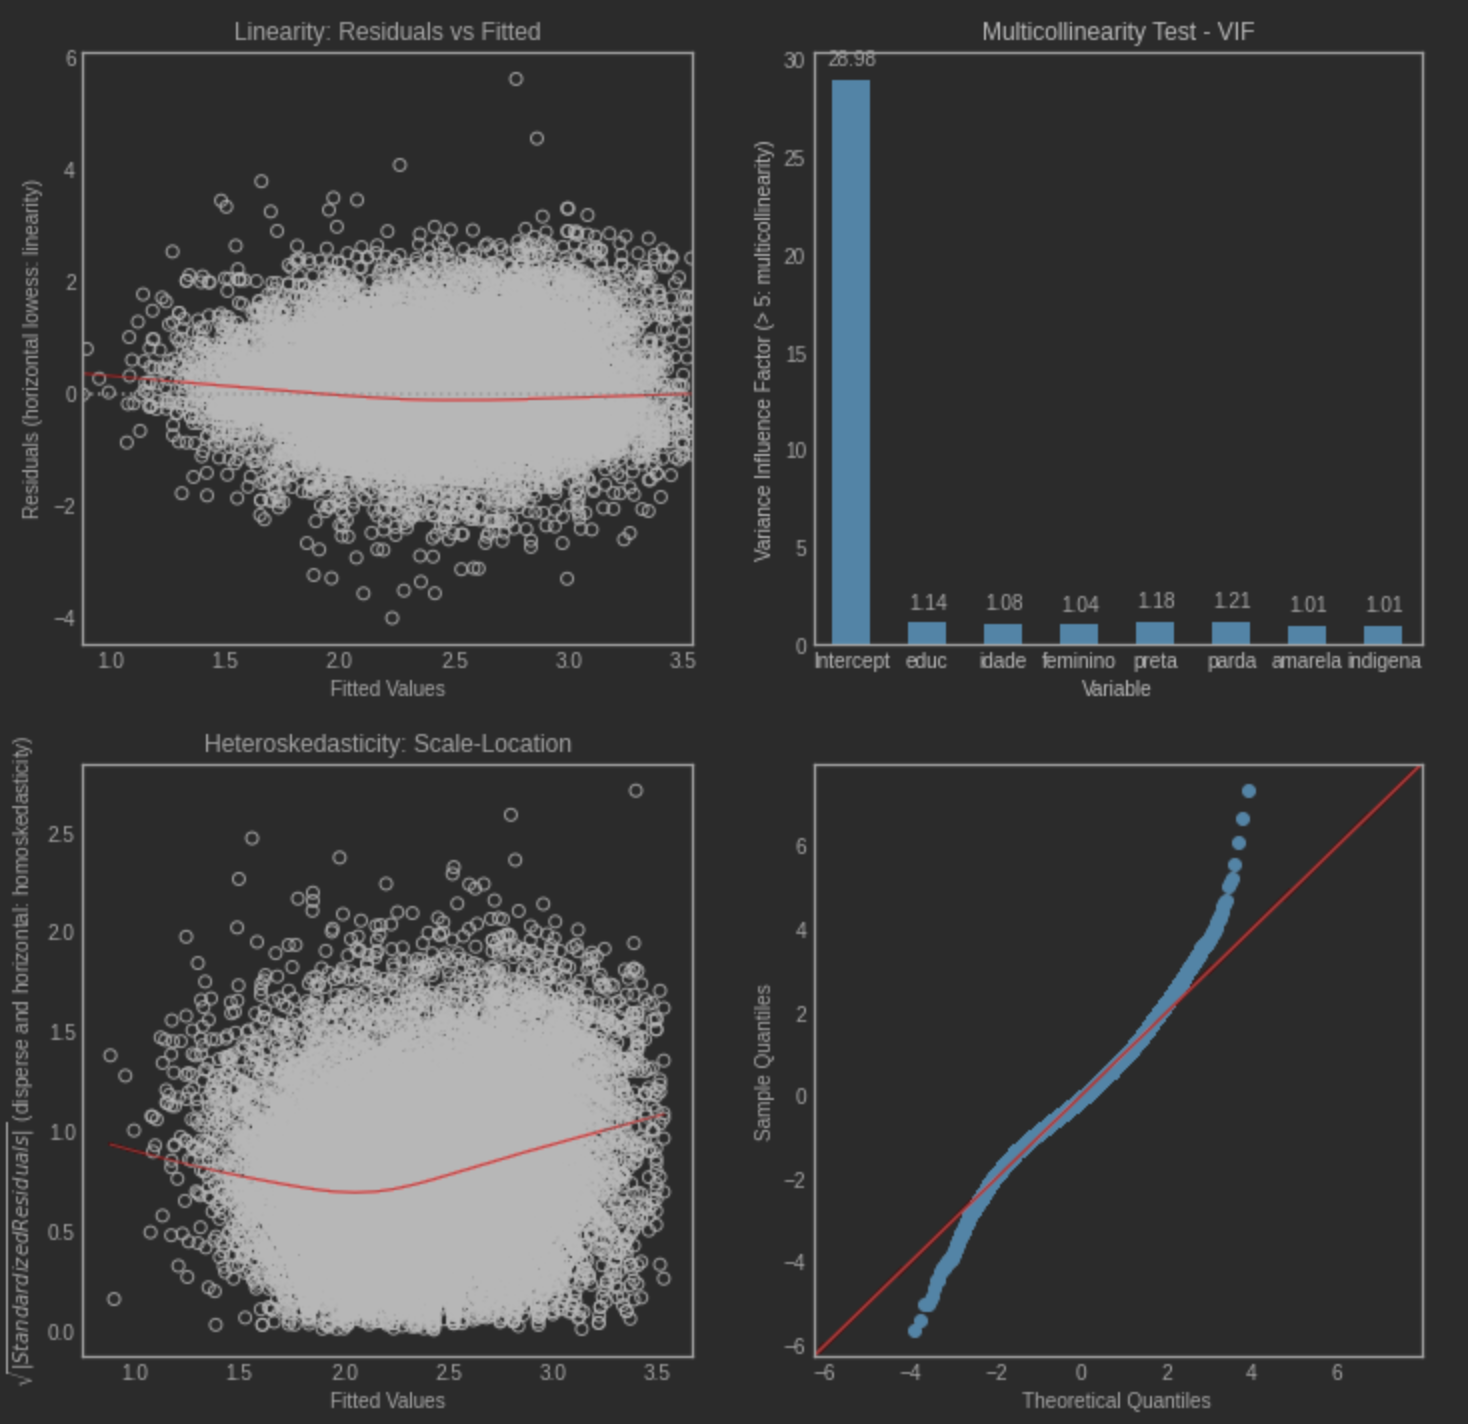 Linearity: Residuals vs Fitted
Residuals (horizontal lowess: linearity)
6
4
2
0
−2
−4
1.0 1.5 2.0 2.5 3.0 3.5
Fitted Values
Multicollinearity Test - VIF
Variance Influence Factor (> 5: multicollinearity)
30
25
20
15
10
5
0
28.98
1.14 1.08 1.04 1.18 1.21 1.01 1.01
Intercept educ idade feminino preta parda amarela indigena
Variable
Heteroskedasticity: Scale-Location
√|StandardizedResiduals| (disperse and horizontal: homoskedasticity)
2.5
2.0
1.5
1.0
0.5
0.0
1.0 1.5 2.0 2.5 3.0 3.5
Fitted Values
Sample Quantiles
6
4
2
0
−2
−4
−6
−6 −4 −2 0 2 4 6
Theoretical Quantiles